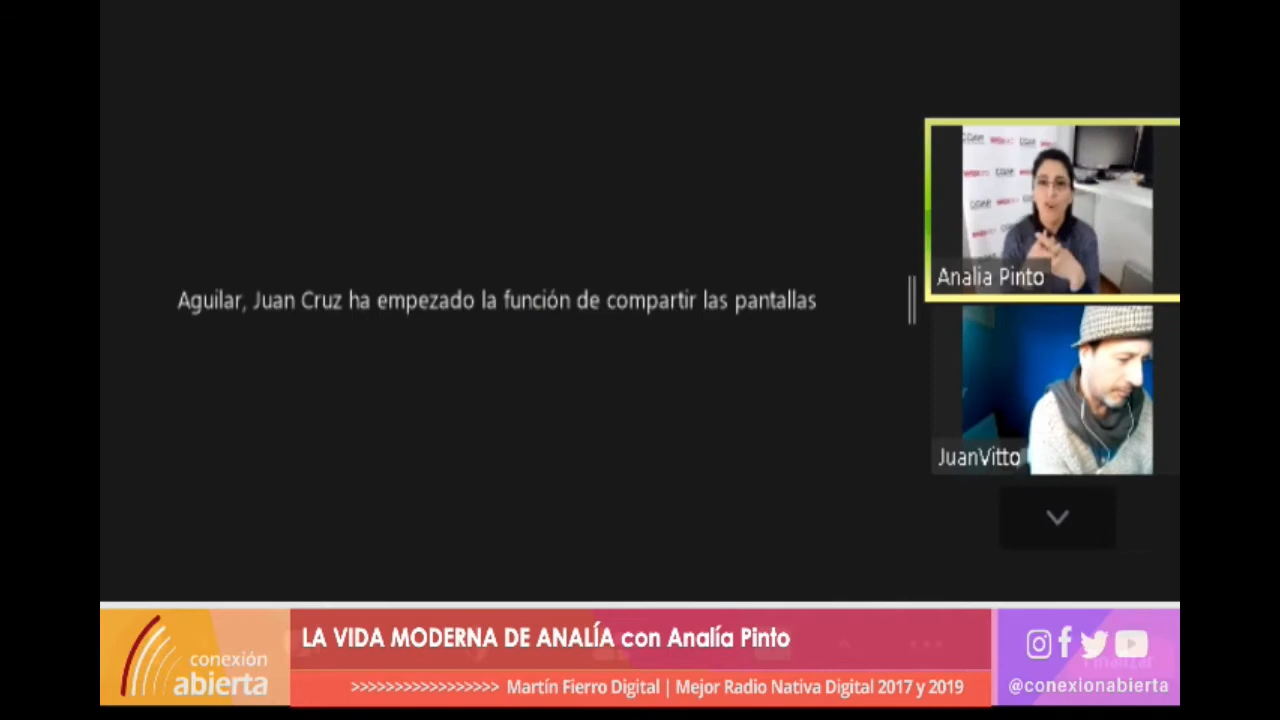 Analia Pinto
Aguilar, Juan Cruz ha empezado la función de compartir las pantallas
JuanVitto
conexión
abierta
LA VIDA MODERNA DE ANALÍA con Analía Pinto
>>>>>>>>>>>>>>>>> Martín Fierro Digital | Mejor Radio Nativa Digital 2017 y 2019
Finalizar
@conexionabierta